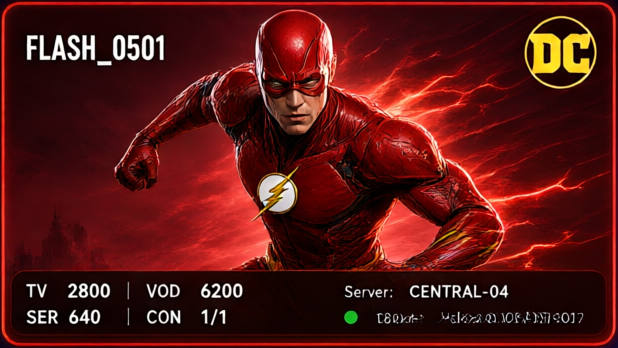 FLASH_0501
DC
TV 2800 | VOD 6200
SER 640 | CON 1/1
Server: CENTRAL-04